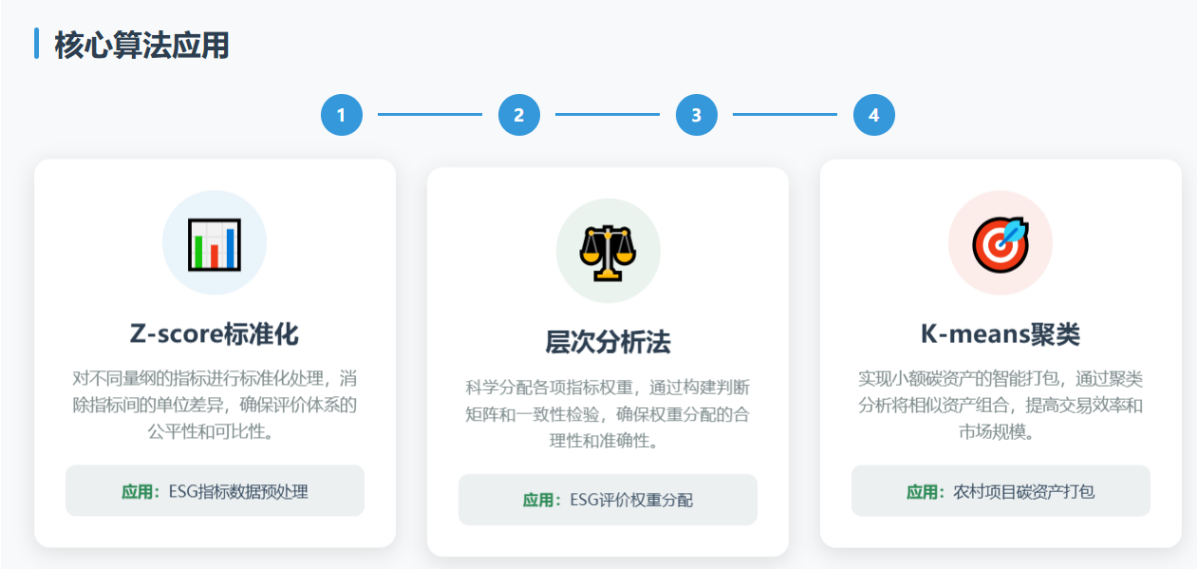 核心算法应用
1
2
3
4
Z-score标准化
对不同量纲的指标进行标准化处理，消
除指标间的单位差异，确保评价体系的
公平性和可比性。
应用：ESG指标数据预处理
层次分析法
科学分配各项指标权重，通过构建判断
矩阵和一致性检验，确保权重分配的合
理性和准确性。
应用：ESG评价权重分配
K-means聚类
实现小额碳资产的智能打包，通过聚类
分析将相似资产组合，提高交易效率和
市场规模。
应用：农村项目碳资产打包